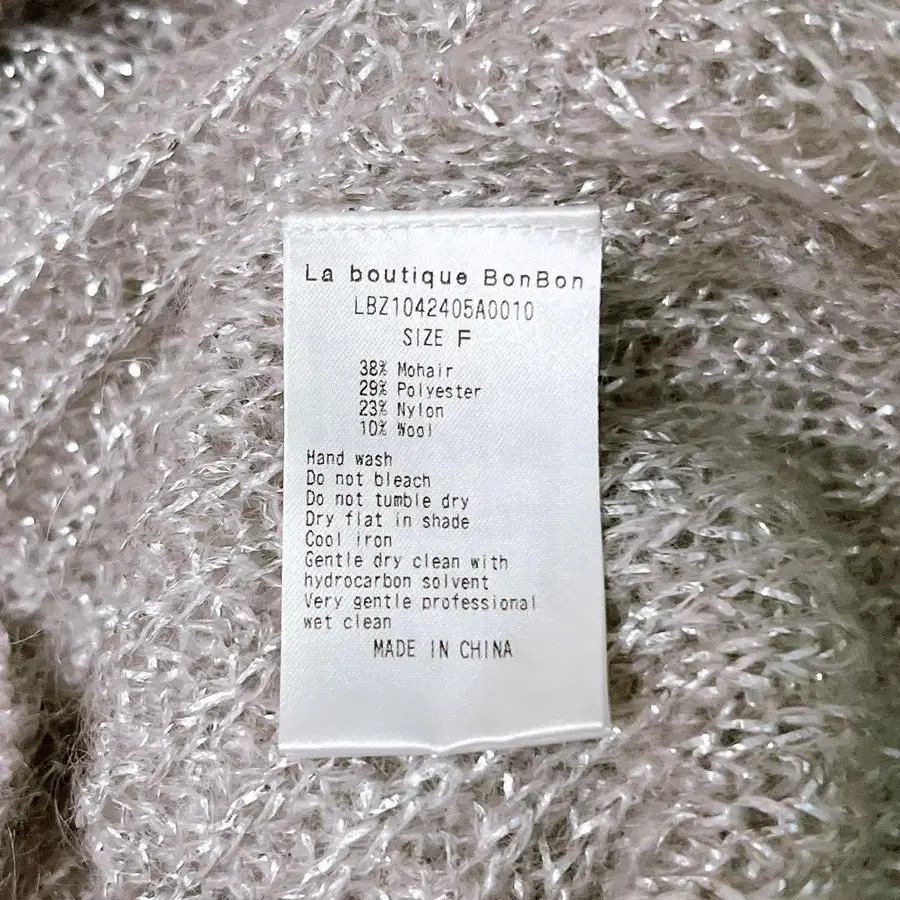 La boutique BonBon
LBZ1042405A0010
SIZE F
38% Mohair
29% Polyester
23% Nylon
10% Wool
Hand wash
Do not bleach
Do not tumble dry
Dry flat in shade
Cool iron
Gentle dry clean with
hydrocarbon solvent
Very gentle professional
wet clean
MADE IN CHINA